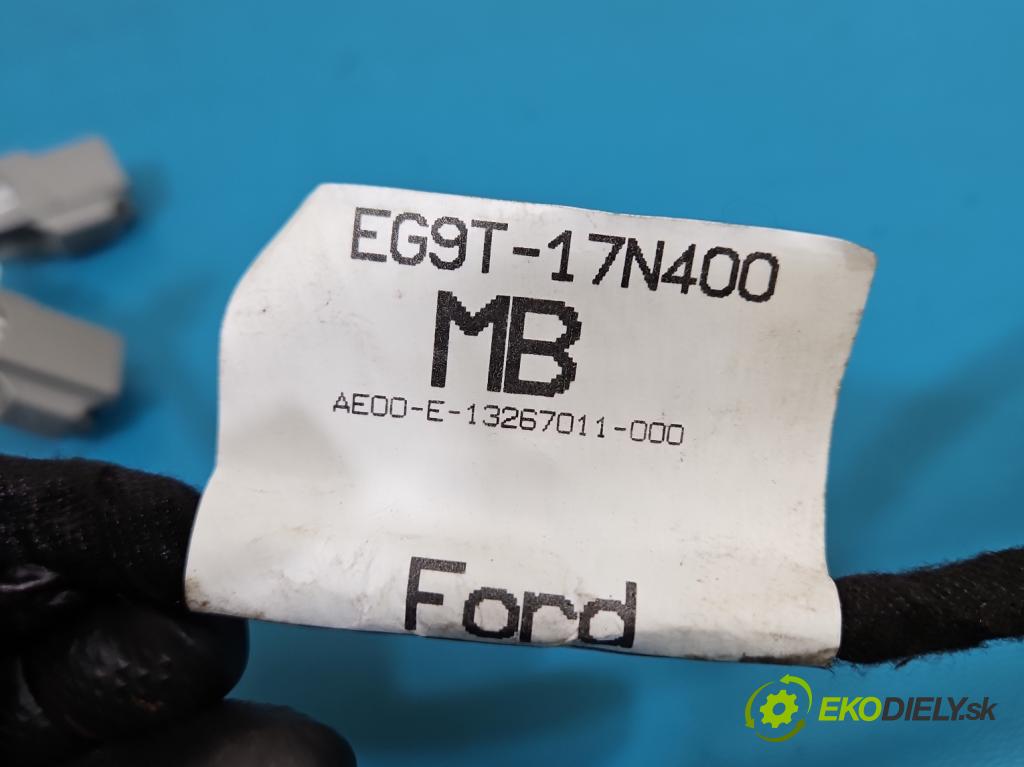 EG9T-17N400
MB
AE00-E-13267011-000
Ford
EKODIELY.sk